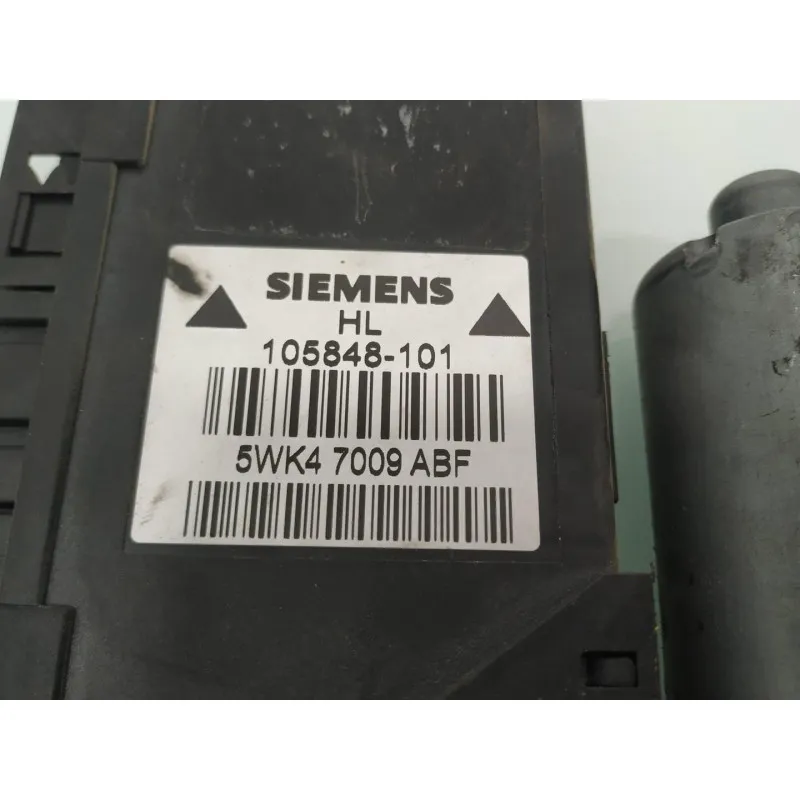 SIEMENS
HL
105848-101
5WK4 7009 ABF